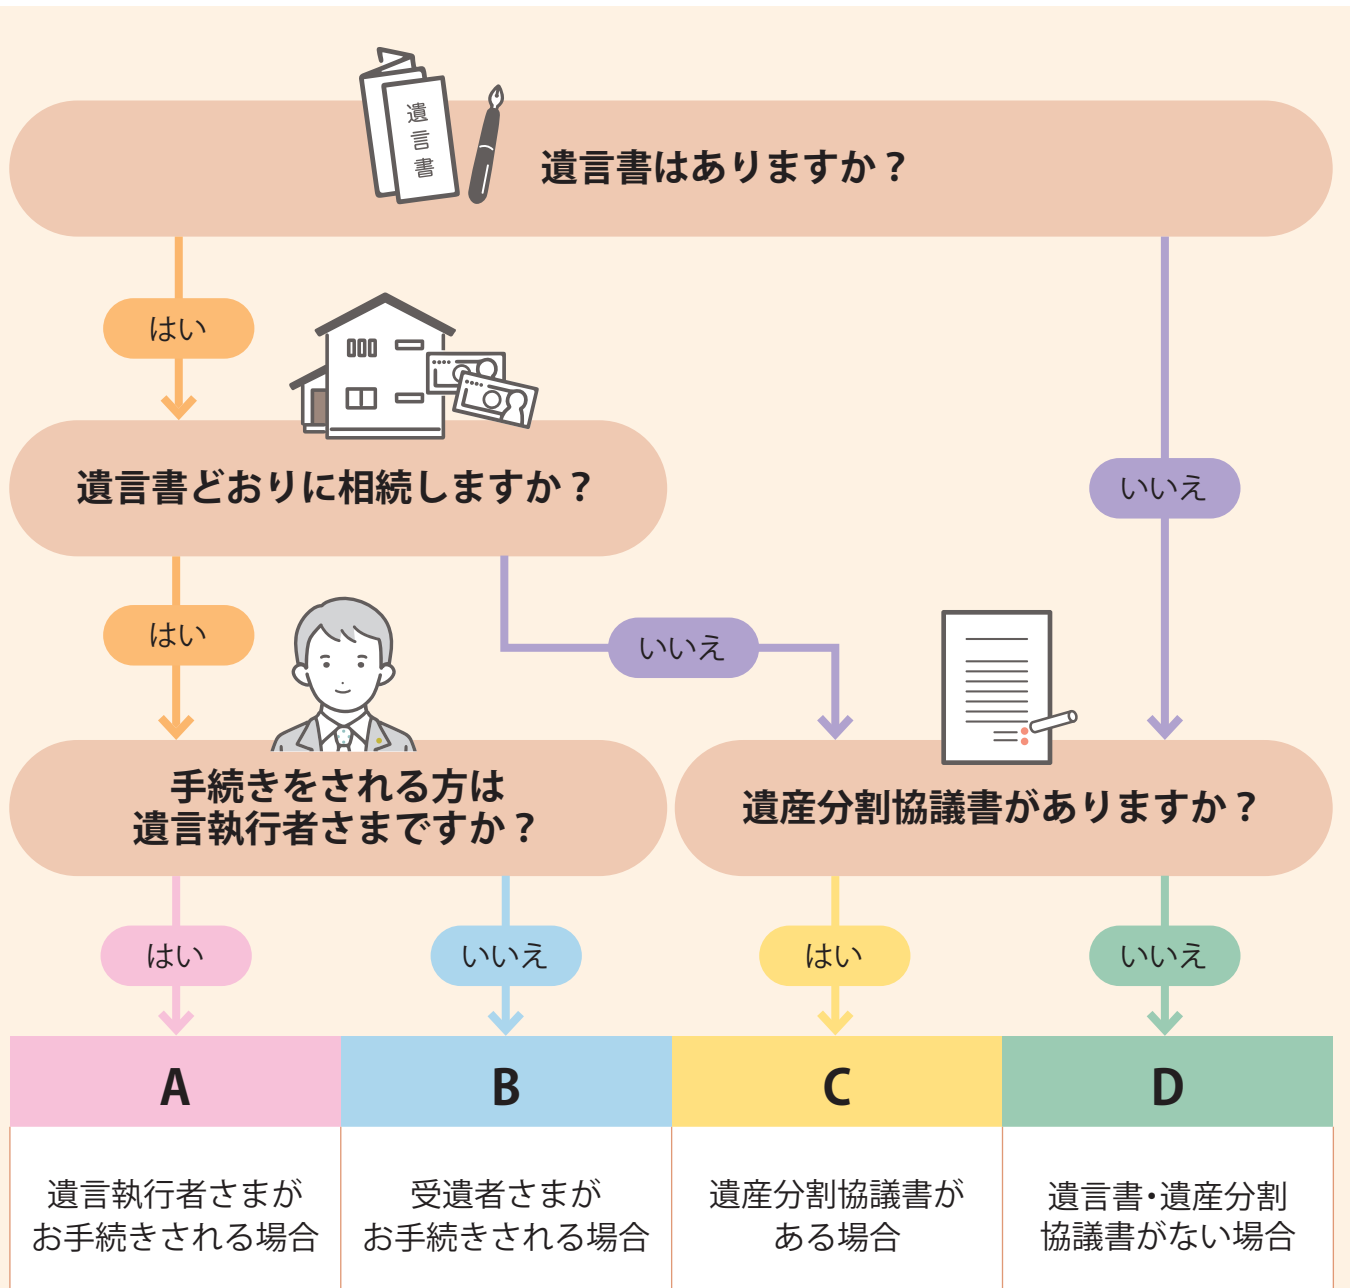 遺言書
遺言書はありますか？
はい
遺言書どおりに相続しますか？
いいえ
はい
いいえ
手続きをされる方は
遺言執行者さまですか？
遺産分割協議書がありますか？
はい
いいえ
はい
いいえ
A
B
C
D
遺言執行者さまが
お手続きされる場合
受遺者さまが
お手続きされる場合
遺産分割協議書が
ある場合
遺言書・遺産分割
協議書がない場合